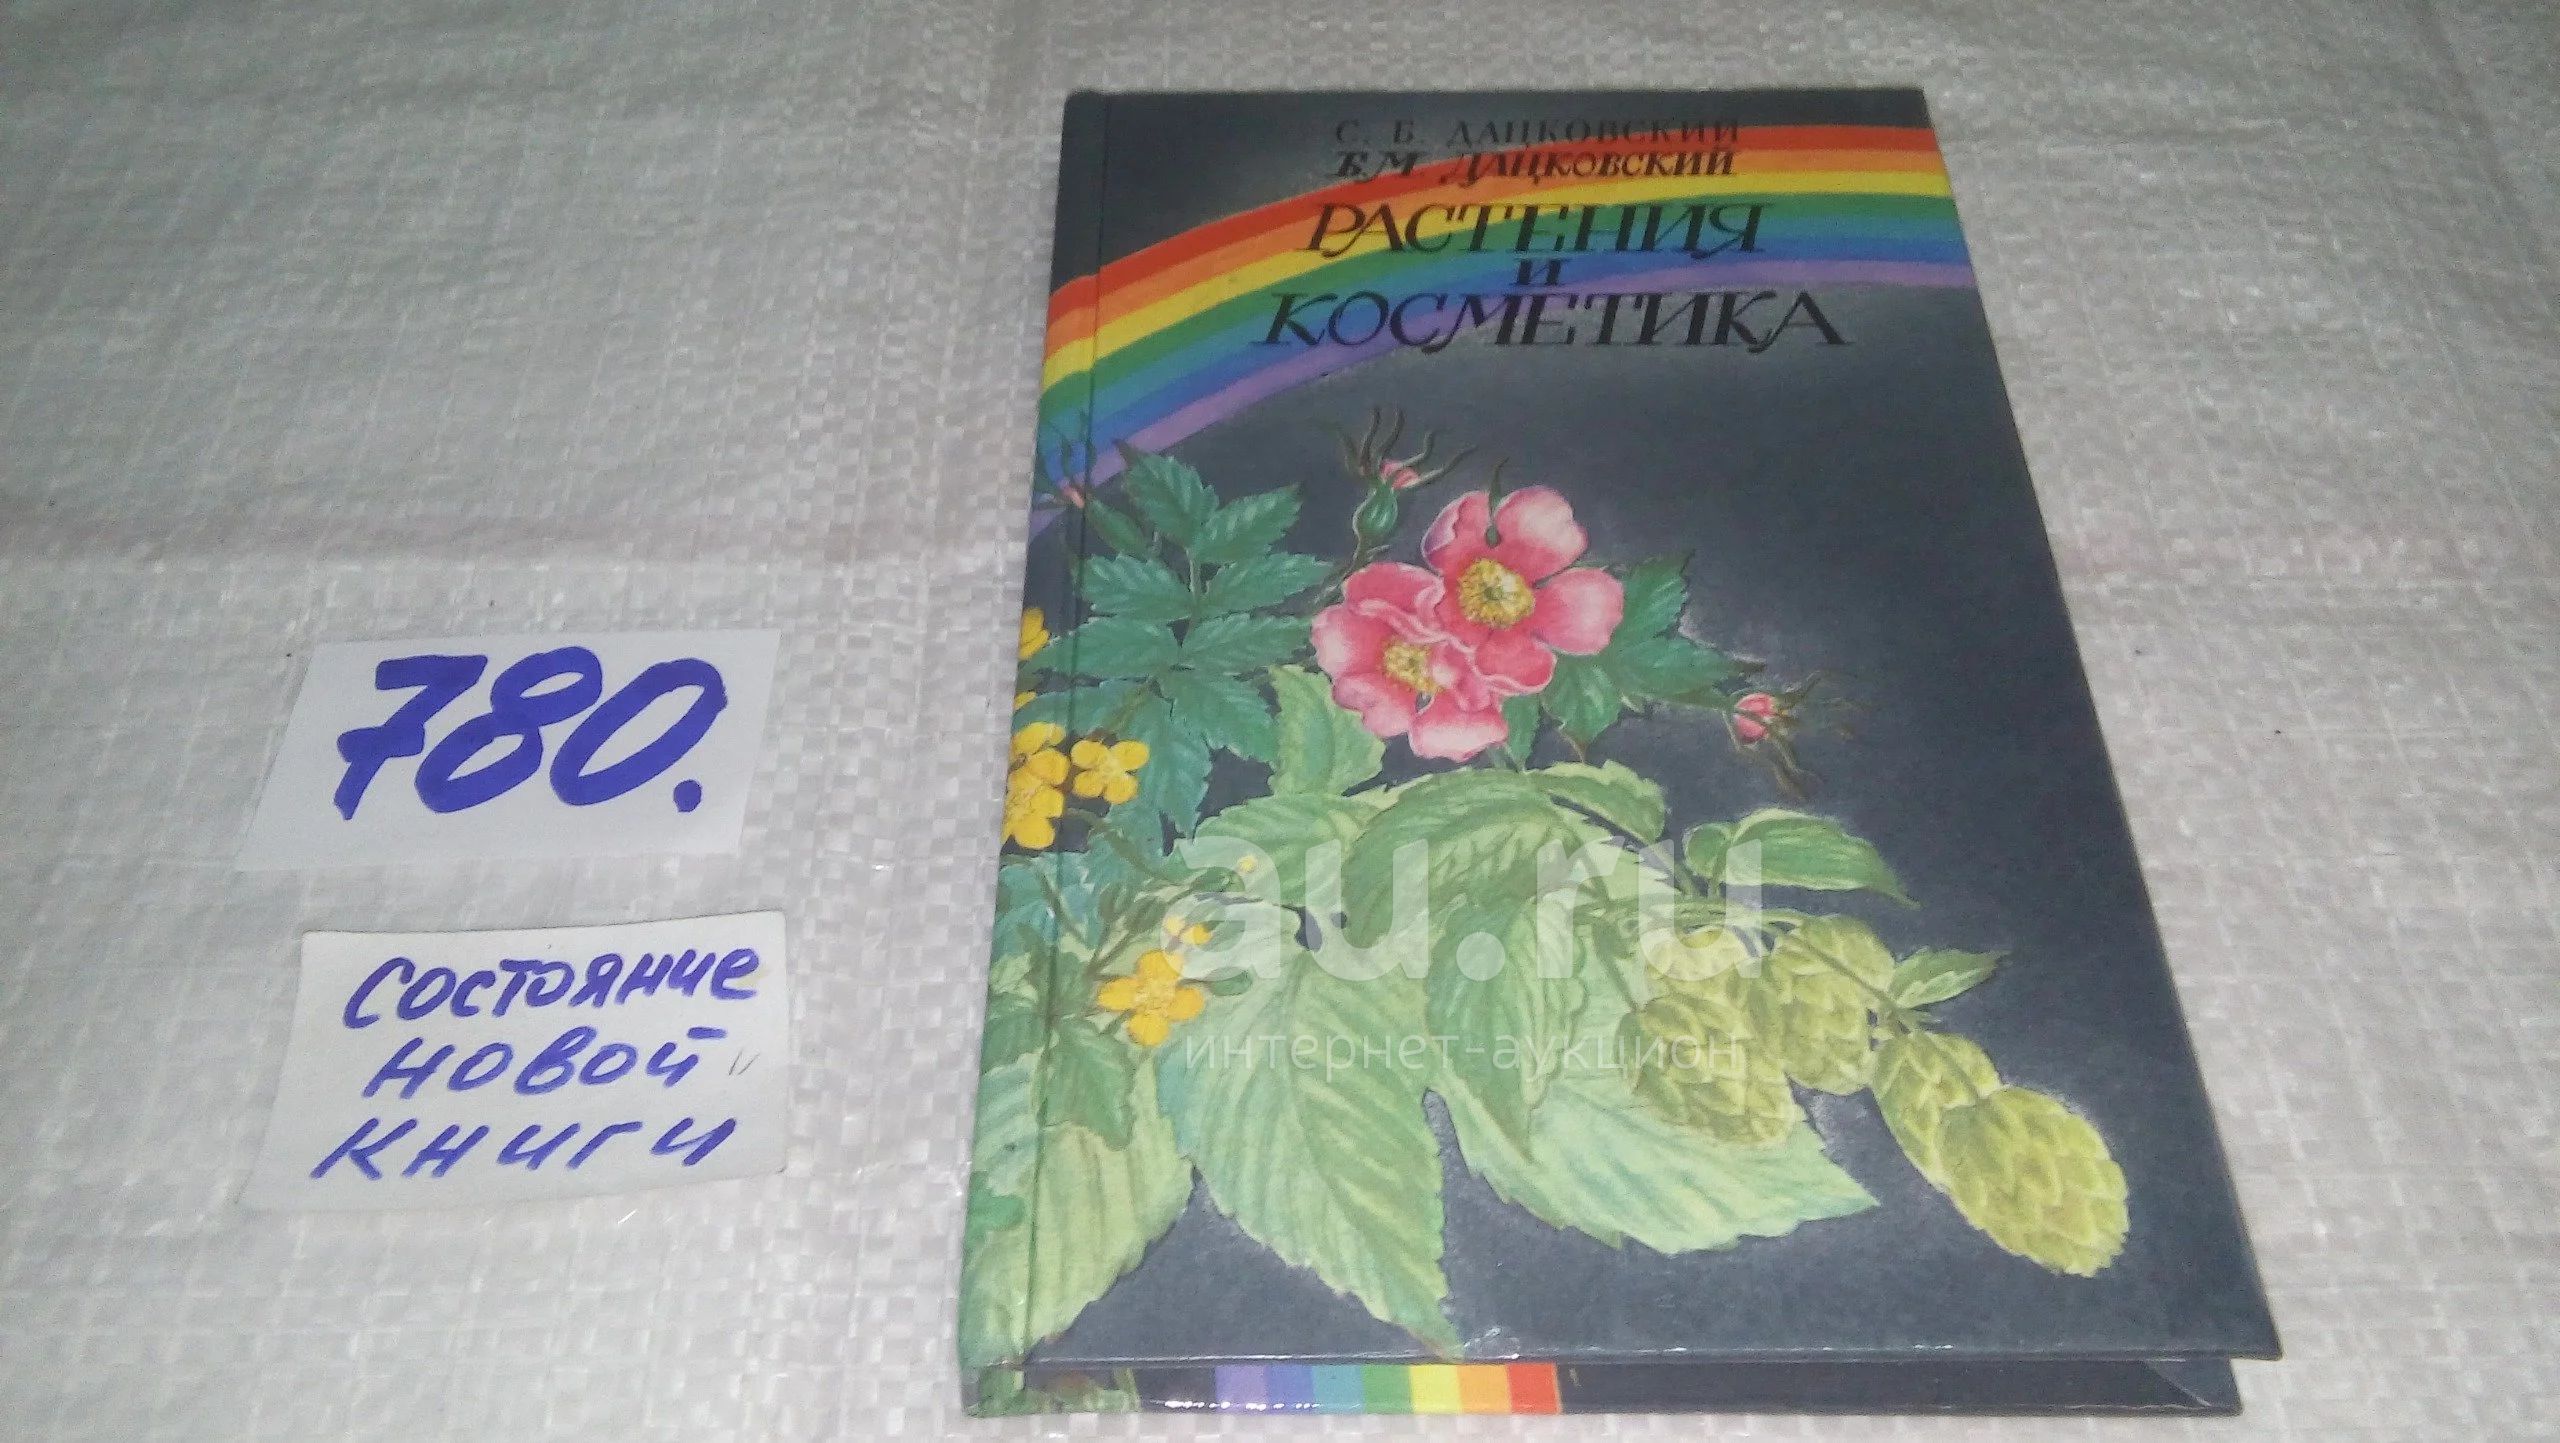 С. Б. ДАЦКОВСКИЙ
Б. М. ДАЦКОВСКИЙ
РАСТЕНИЯ
И
КОСМЕТИКА
780.
состояние
новой
книги
au.ru
интернет-аукцион